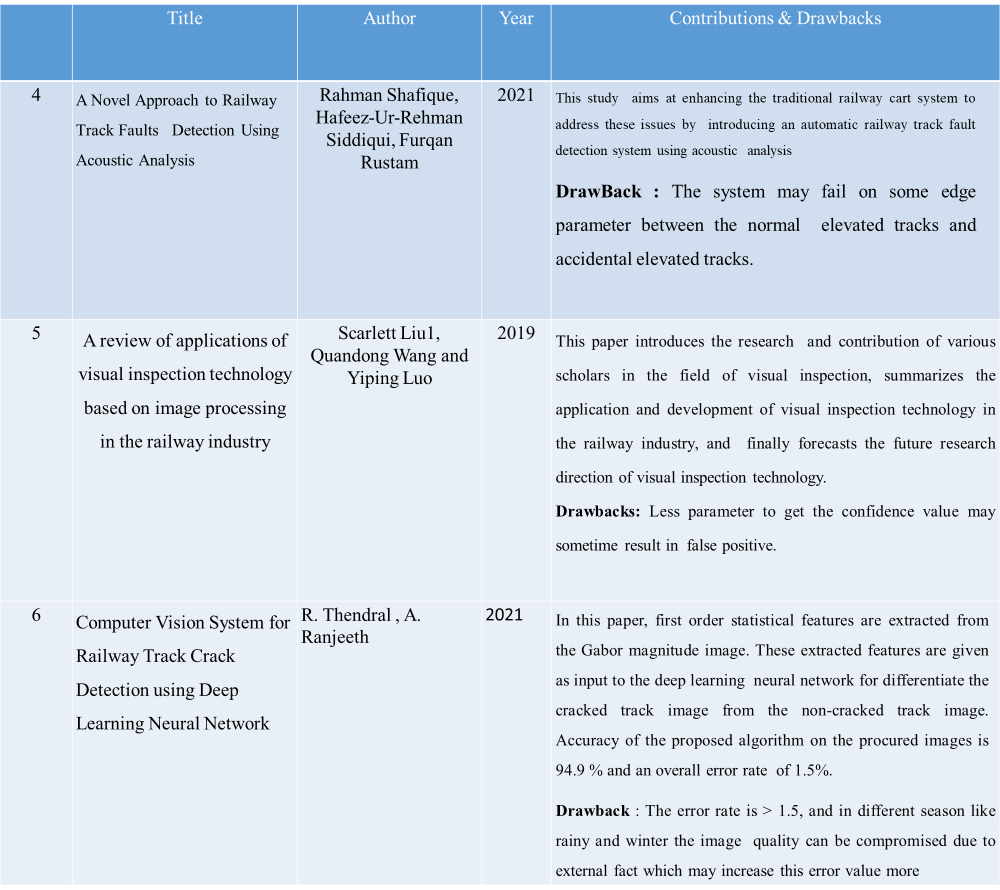 Title
Author
Year
Contributions & Drawbacks
4
A Novel Approach to Railway
Track Faults Detection Using
Acoustic Analysis
Rahman Shafique,
Hafeez-Ur-Rehman
Siddiqui, Furqan
Rustam
2021
This study aims at enhancing the traditional railway cart system to
address these issues by introducing an automatic railway track fault
detection system using acoustic analysis
DrawBack : The system may fail on some edge
parameter between the normal elevated tracks and
accidental elevated tracks.
5
A review of applications of
visual inspection technology
based on image processing
in the railway industry
Scarlett Liu1,
Quandong Wang and
Yiping Luo
2019
This paper introduces the research and contribution of various
scholars in the field of visual inspection, summarizes the
application and development of visual inspection technology in
the railway industry, and finally forecasts the future research
direction of visual inspection technology.
Drawbacks: Less parameter to get the confidence value may
sometime result in false positive.
6
Computer Vision System for
Railway Track Crack
Detection using Deep
Learning Neural Network
R. Thendral , A.
Ranjeeth
2021
In this paper, first order statistical features are extracted from
the Gabor magnitude image. These extracted features are given
as input to the deep learning neural network for differentiate the
cracked track image from the non-cracked track image.
Accuracy of the proposed algorithm on the procured images is
94.9 % and an overall error rate of 1.5%.
Drawback : The error rate is > 1.5, and in different season like
rainy and winter the image quality can be compromised due to
external fact which may increase this error value more